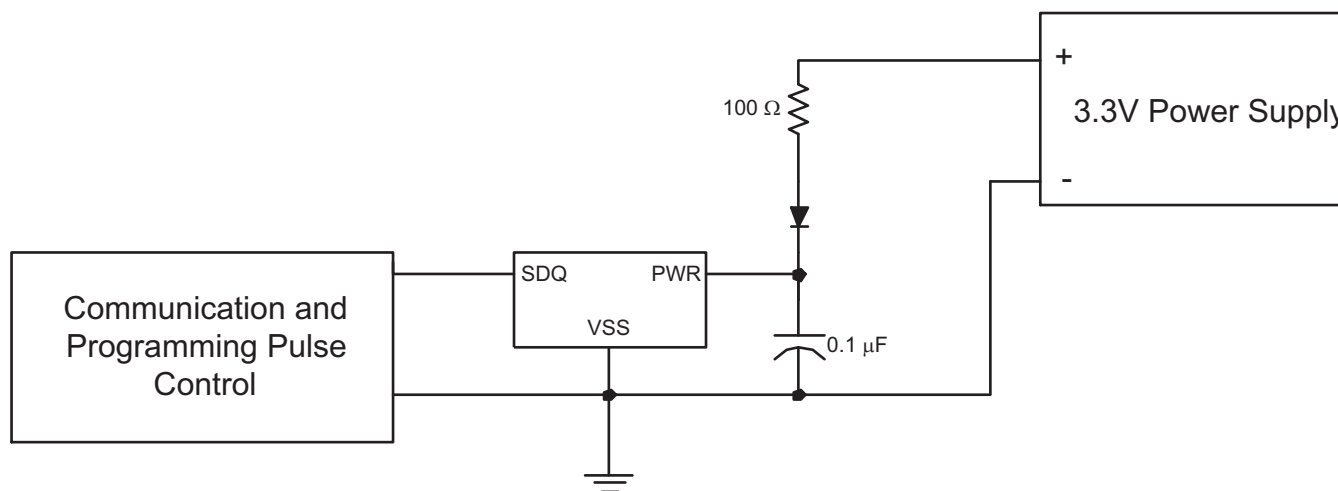 +
3.3V Power Supply
-
100 Ω
SDQ
PWR
VSS
0.1 μF
Communication and
Programming Pulse
Control